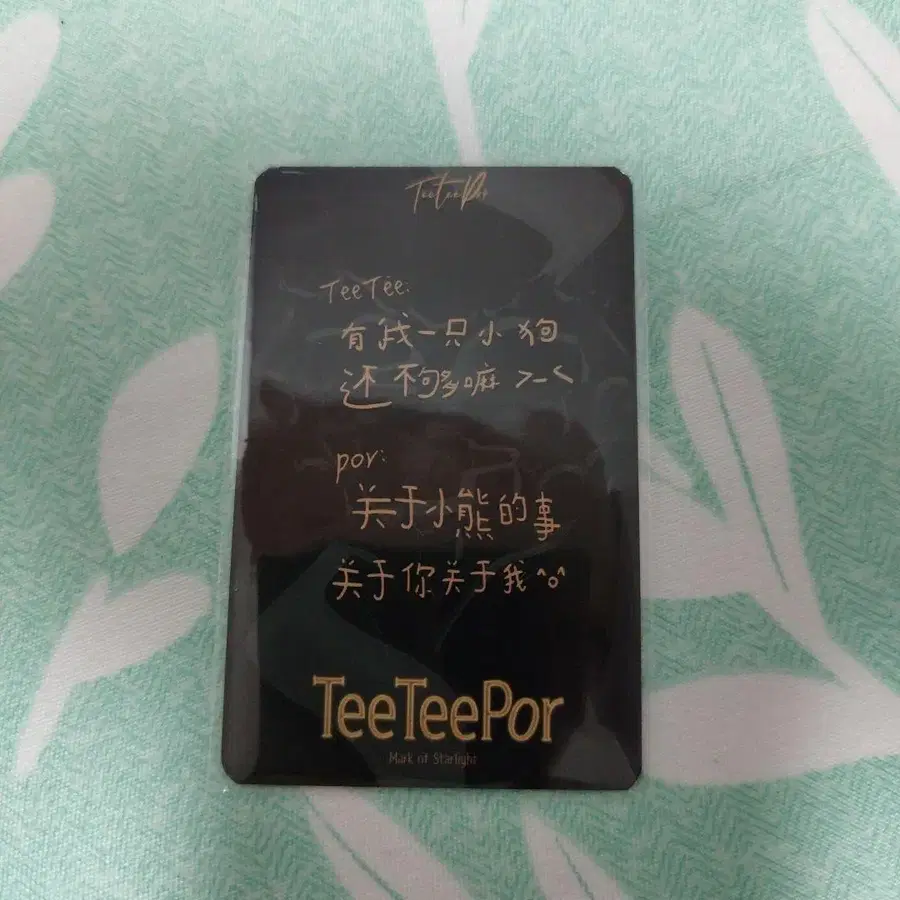 TeeTeePor
TeeTee:
有我一只小狗
还不够多嘛 >-<
por:
关于小熊的事
关于你关于我^o^
TeeTeePor
Mark of Starlight